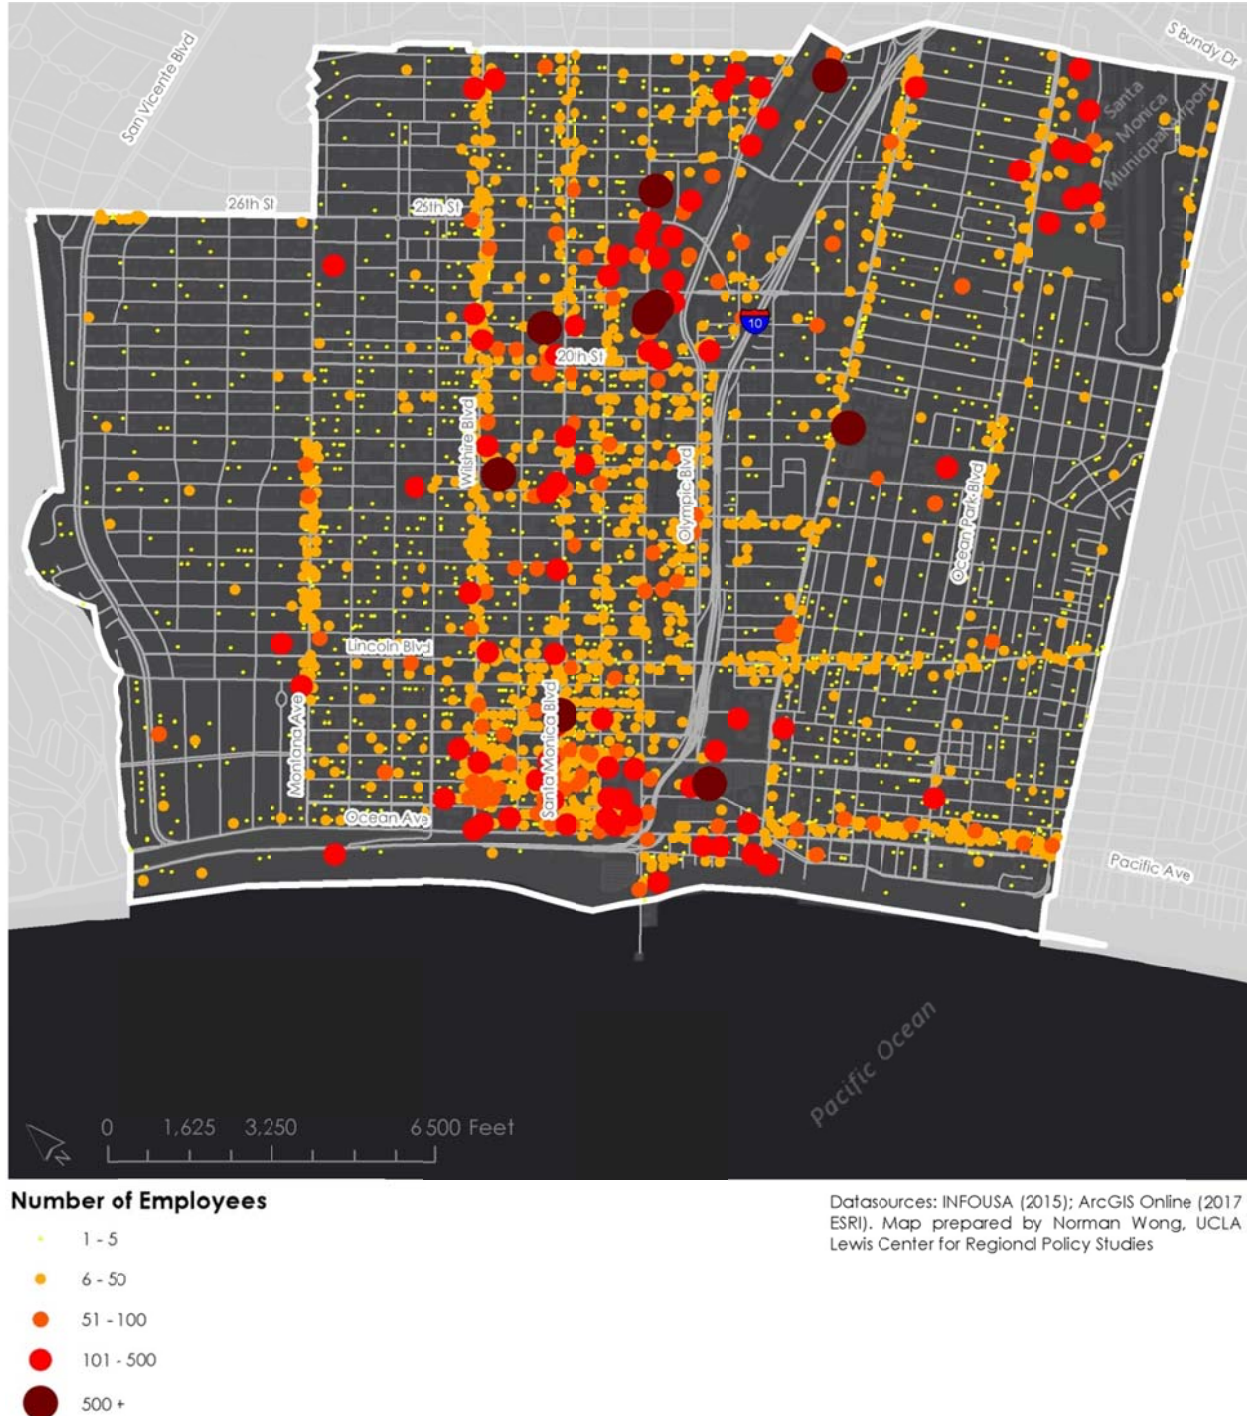 San Vicente Blvd
S Bundy Dr
Santa
Monica
Municipal Airport
26th St
26th St
10
20th St
Wilshire Blvd
Olympic Blvd
Ocean Park Blvd
Lincoln Blvd
Montana Ave
Santa Monica Blvd
Ocean Ave
Pacific Ave
Pacific Ocean
N
0 1,625 3,250 6 500 Feet
Number of Employees
1 - 5
6 - 50
51 - 100
101 - 500
500 +
Datasources: INFOUSA (2015); ArcGIS Online (2017
ESRI). Map prepared by Norman Wong, UCLA
Lewis Center for Regional Policy Studies